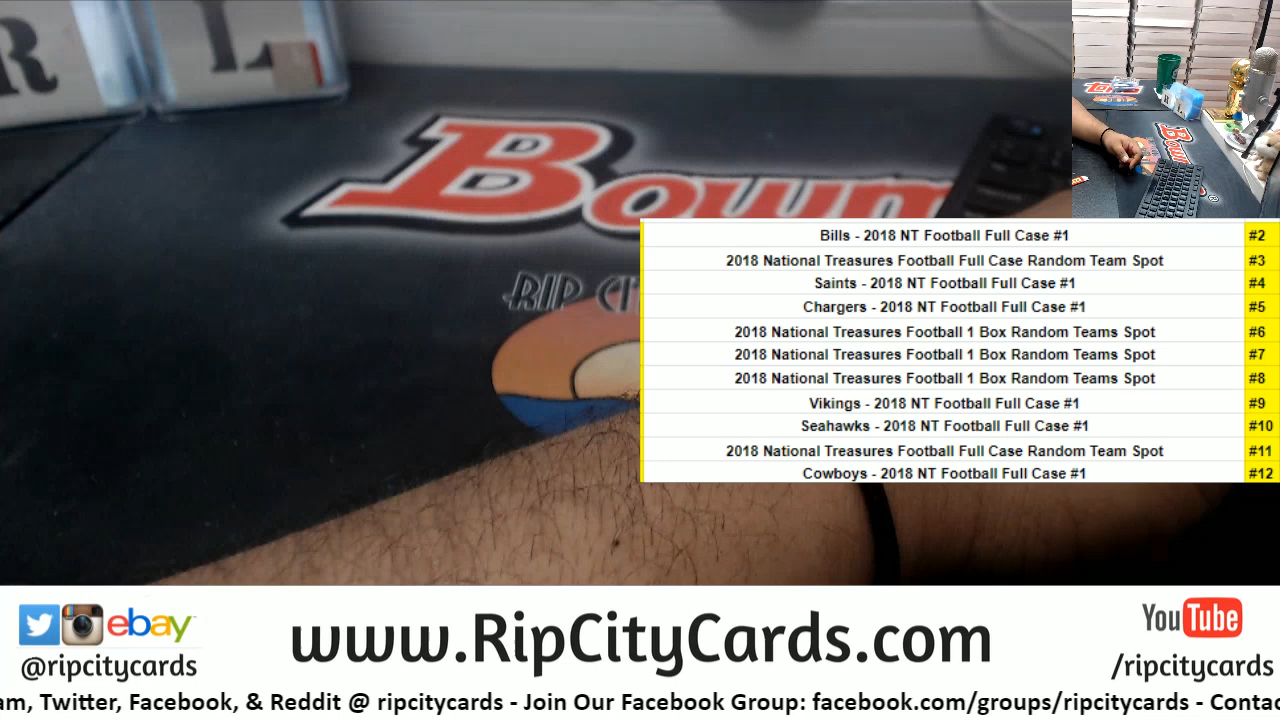 R
L
Bowm
RIP CI
Bowm
Bills - 2018 NT Football Full Case #1 #2
2018 National Treasures Football Full Case Random Team Spot #3
Saints - 2018 NT Football Full Case #1 #4
Chargers - 2018 NT Football Full Case #1 #5
2018 National Treasures Football 1 Box Random Teams Spot #6
2018 National Treasures Football 1 Box Random Teams Spot #7
2018 National Treasures Football 1 Box Random Teams Spot #8
Vikings - 2018 NT Football Full Case #1 #9
Seahawks - 2018 NT Football Full Case #1 #10
2018 National Treasures Football Full Case Random Team Spot #11
Cowboys - 2018 NT Football Full Case #1 #12
ebay
@ripcitycards
www.RipCityCards.com
YouTube
/ripcitycards
am, Twitter, Facebook, & Reddit @ ripcitycards - Join Our Facebook Group: facebook.com/groups/ripcitycards - Contac